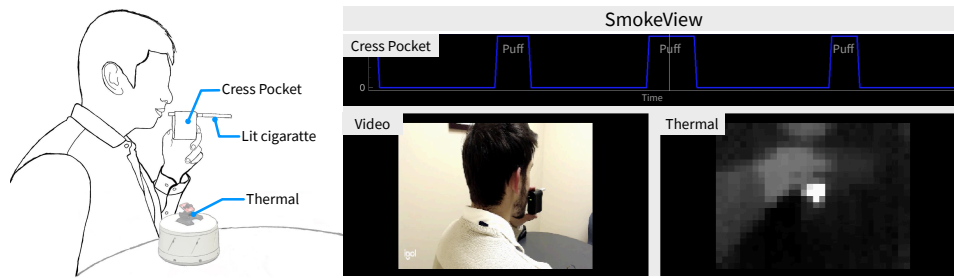 Cress Pocket
Lit cigaratte
Thermal
SmokeView
Cress Pocket
Puff
Puff
Puff
0
Time
Video
Thermal